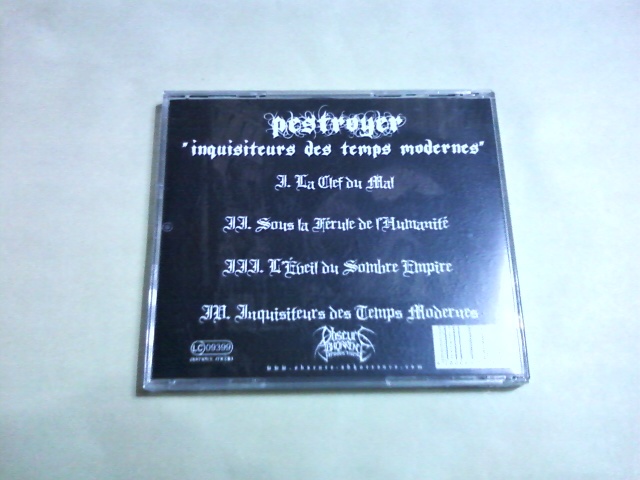 pestroyer
"inquisiteurs des temps modernes"
I. La Clef du Mal
II. Sous la Férule de l'Humanité
III. L'Éveil du Sombre Empire
IV. Inquisiteurs des Temps Modernes
Obscure
LC 09399